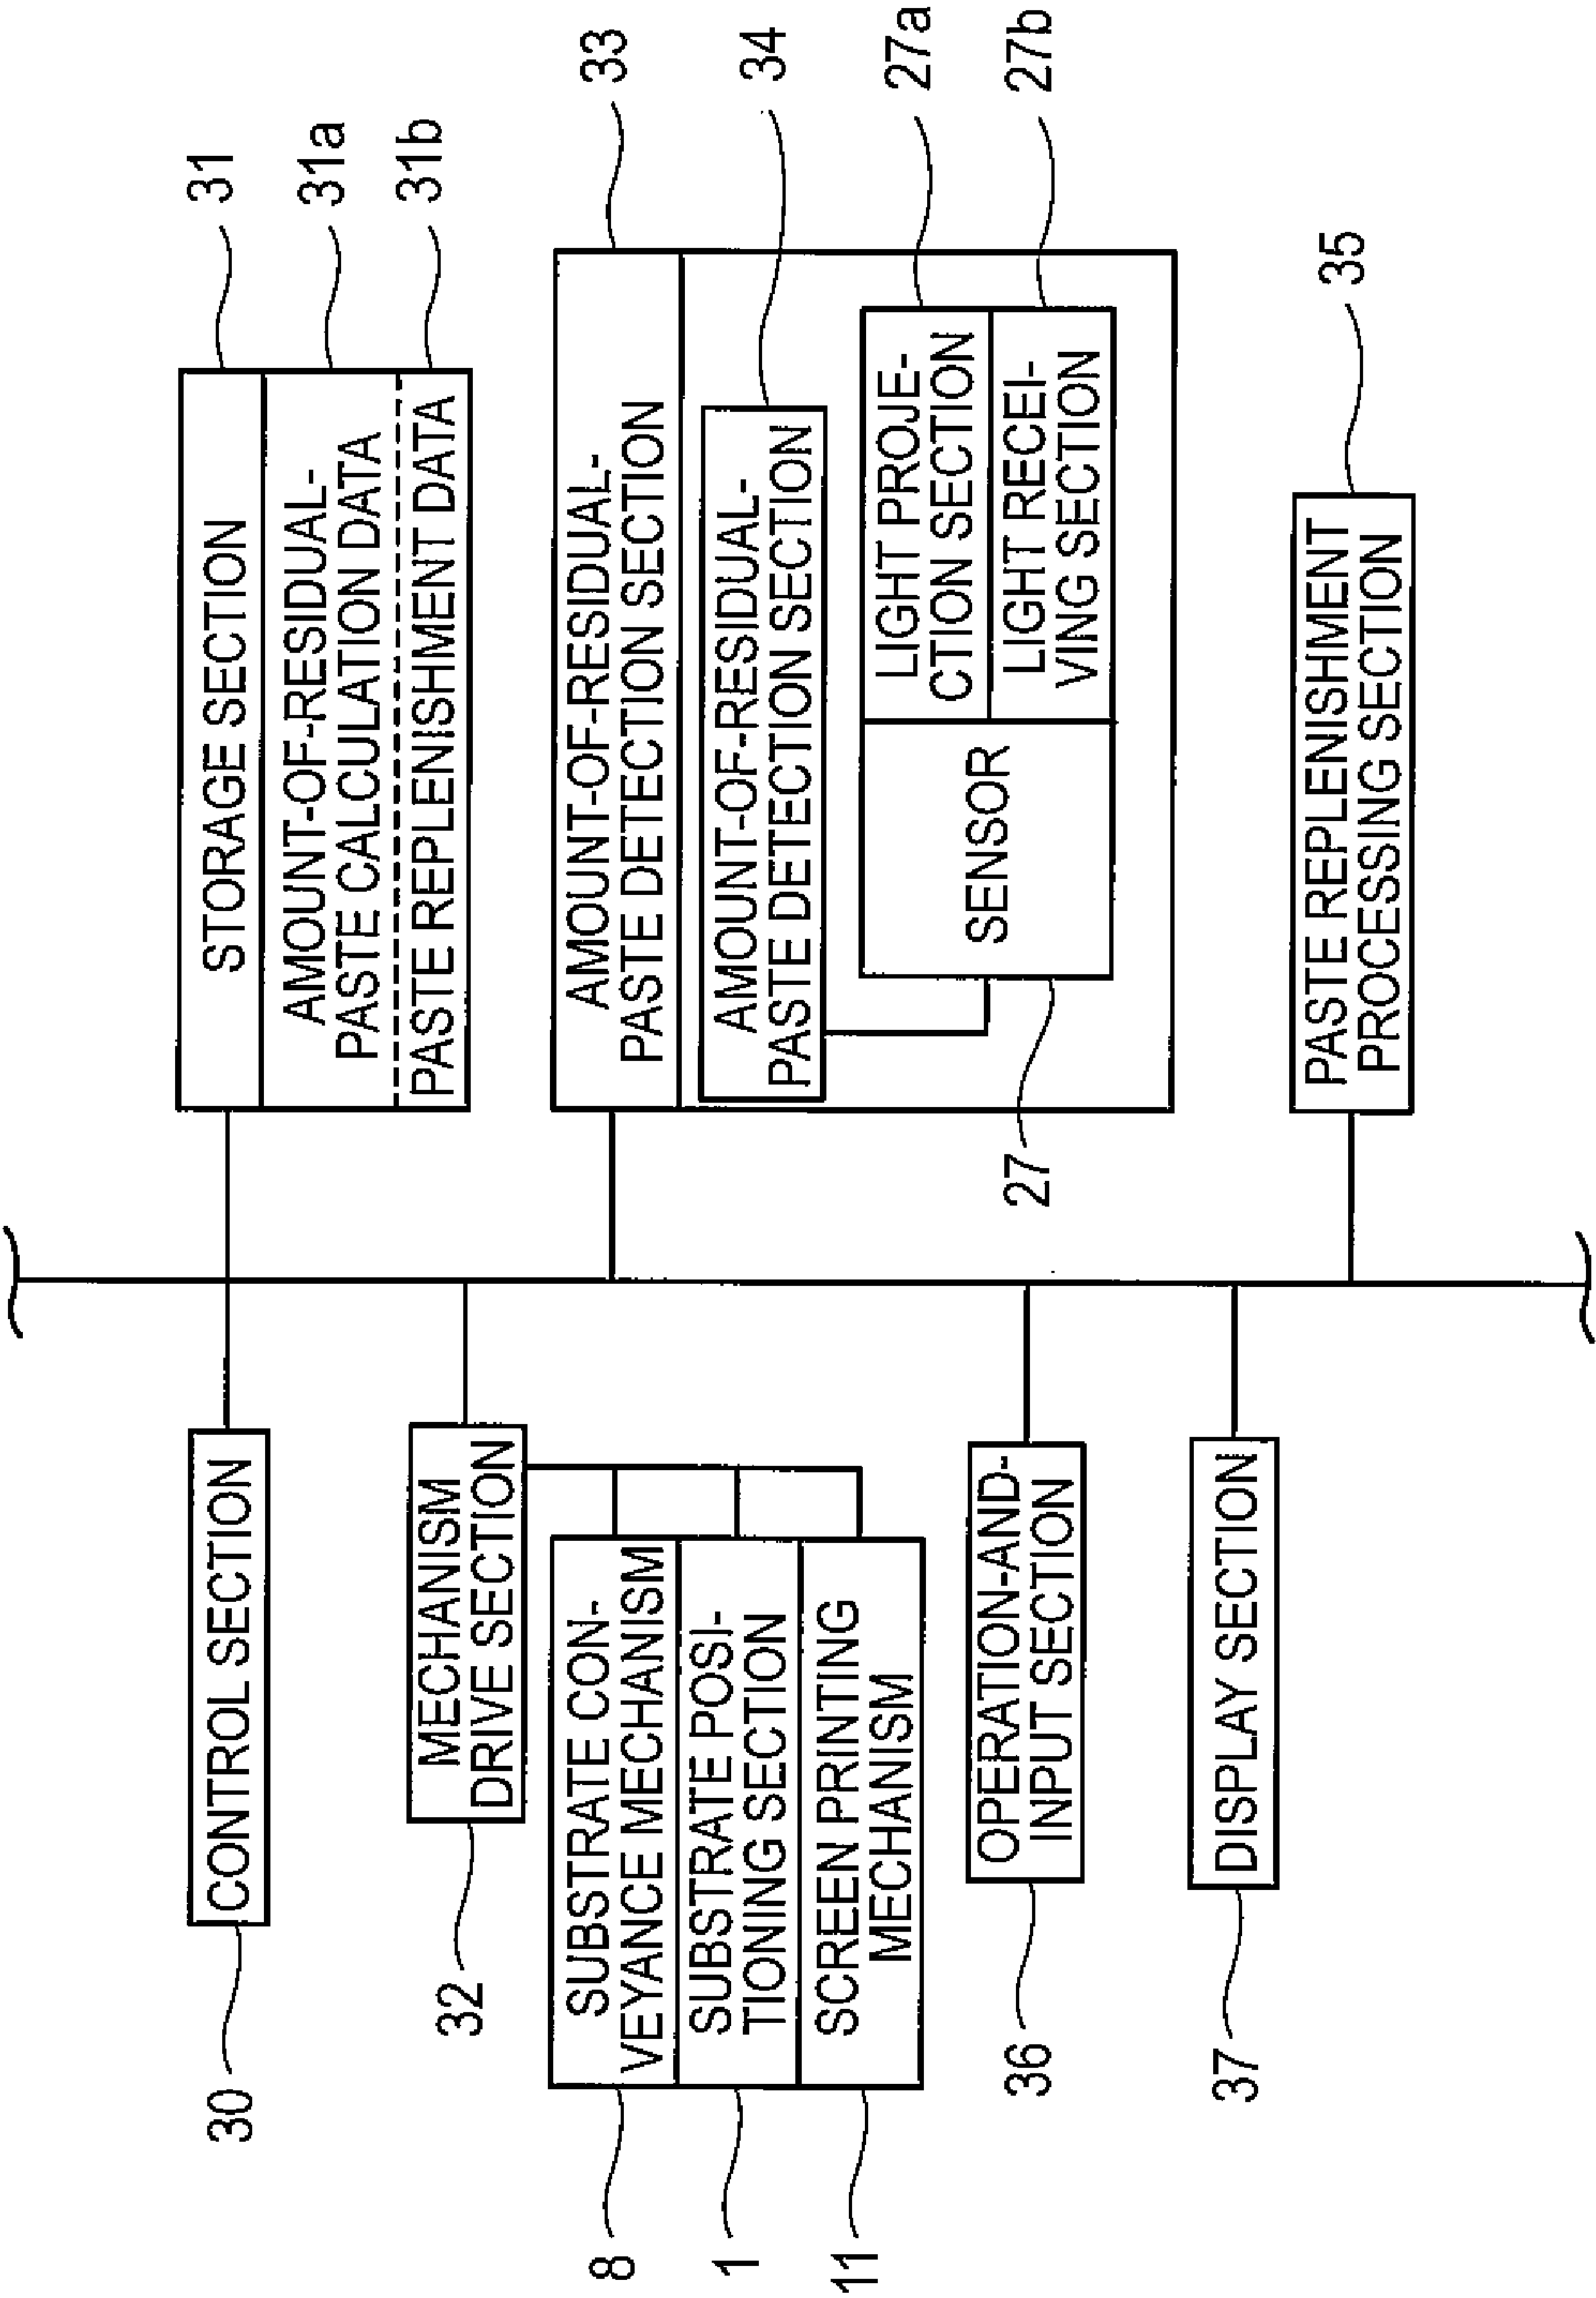 30
CONTROL SECTION
32
MECHANISM
DRIVE SECTION
8
SUBSTRATE CON-
VEYANCE MECHANISM
1
SUBSTRATE POSI-
TIONING SECTION
11
SCREEN PRINTING
MECHANISM
36
OPERATION-AND-
INPUT SECTION
37
DISPLAY SECTION
STORAGE SECTION
31
AMOUNT-OF-RESIDUAL-
PASTE CALCULATION DATA
31a
PASTE REPLENISHMENT DATA
31b
AMOUNT-OF-RESIDUAL-
PASTE DETECTION SECTION
33
AMOUNT-OF-RESIDUAL-
PASTE DETECTION SECTION
34
SENSOR
27
LIGHT PROJE-
CTION SECTION
27a
LIGHT RECEI-
VING SECTION
27b
PASTE REPLENISHMENT
PROCESSING SECTION
35